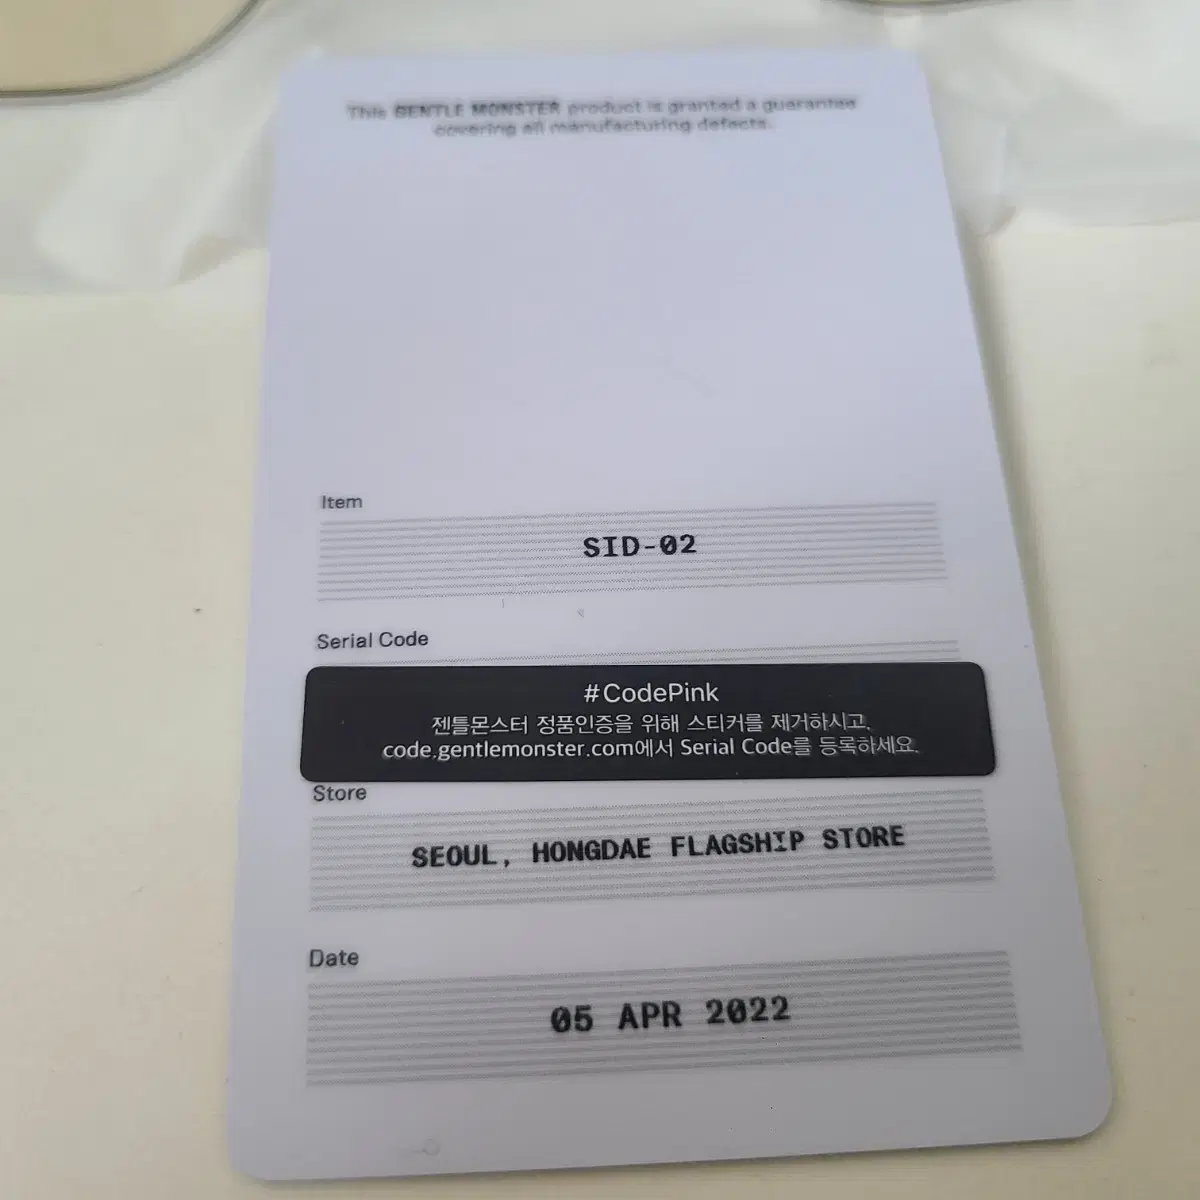 This GENTLE MONSTER product is granted a guarantee
covering all manufacturing defects.
Item
SID-02
Serial Code
#CodePink
젠틀몬스터 정품인증을 위해 스티커를 제거하시고,
code.gentlemonster.com에서 Serial Code를 등록하세요.
Store
SEOUL, HONGDAE FLAGSHIP STORE
Date
05 APR 2022